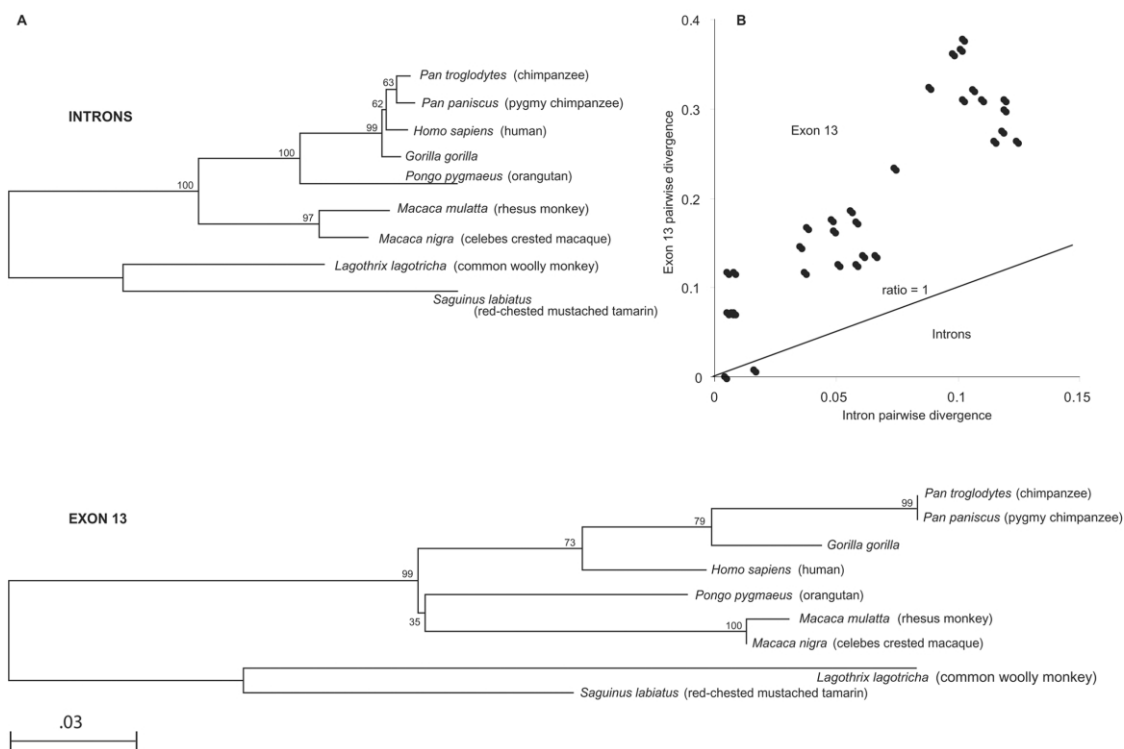 A
INTRONS
Pan troglodytes (chimpanzee)
63
Pan paniscus (pygmy chimpanzee)
62
Homo sapiens (human)
99
Gorilla gorilla
100
Pongo pygmaeus (orangutan)
100
Macaca mulatta (rhesus monkey)
97
Macaca nigra (celebes crested macaque)
Lagothrix lagotricha (common woolly monkey)
Saguinus labiatus
(red-chested mustached tamarin)
B
0.4
0.3
0.2
0.1
0
Exon 13 pairwise divergence
Exon 13
ratio = 1
Introns
0
0.05
0.1
0.15
Intron pairwise divergence
EXON 13
Pan troglodytes (chimpanzee)
99
Pan paniscus (pygmy chimpanzee)
79
Gorilla gorilla
73
Homo sapiens (human)
99
Pongo pygmaeus (orangutan)
35
Macaca mulatta (rhesus monkey)
100
Macaca nigra (celebes crested macaque)
Lagothrix lagotricha (common woolly monkey)
Saguinus labiatus (red-chested mustached tamarin)
.03